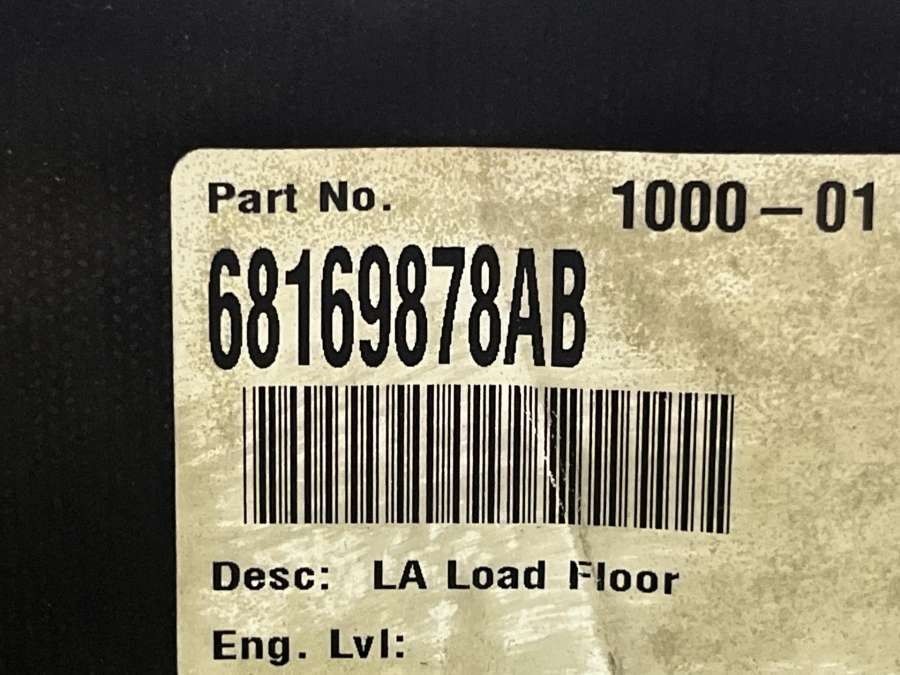 Part No. 1000-01
68169878AB
Desc: LA Load Floor
Eng. Lvl: